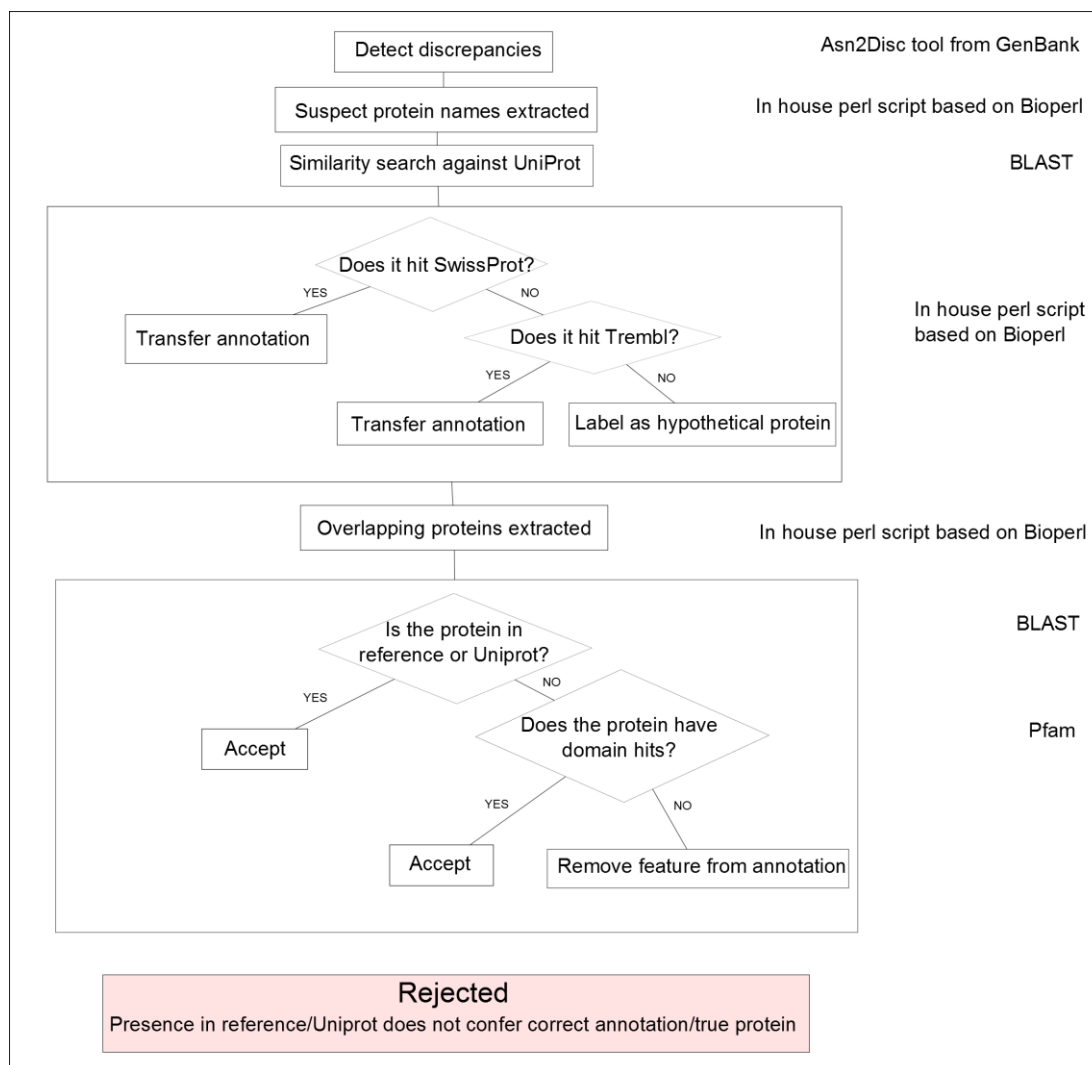 Detect discrepancies
Asn2Disc tool from GenBank
Suspect protein names extracted
In house perl script based on Bioperl
Similarity search against UniProt
BLAST
Does it hit SwissProt?
YES
NO
Transfer annotation
Does it hit Trembl?
In house perl script
based on Bioperl
YES
NO
Transfer annotation
Label as hypothetical protein
Overlapping proteins extracted
In house perl script based on Bioperl
Is the protein in
reference or Uniprot?
BLAST
YES
NO
Accept
Does the protein have
domain hits?
Pfam
YES
NO
Accept
Remove feature from annotation
Rejected
Presence in reference/Uniprot does not confer correct annotation/true protein